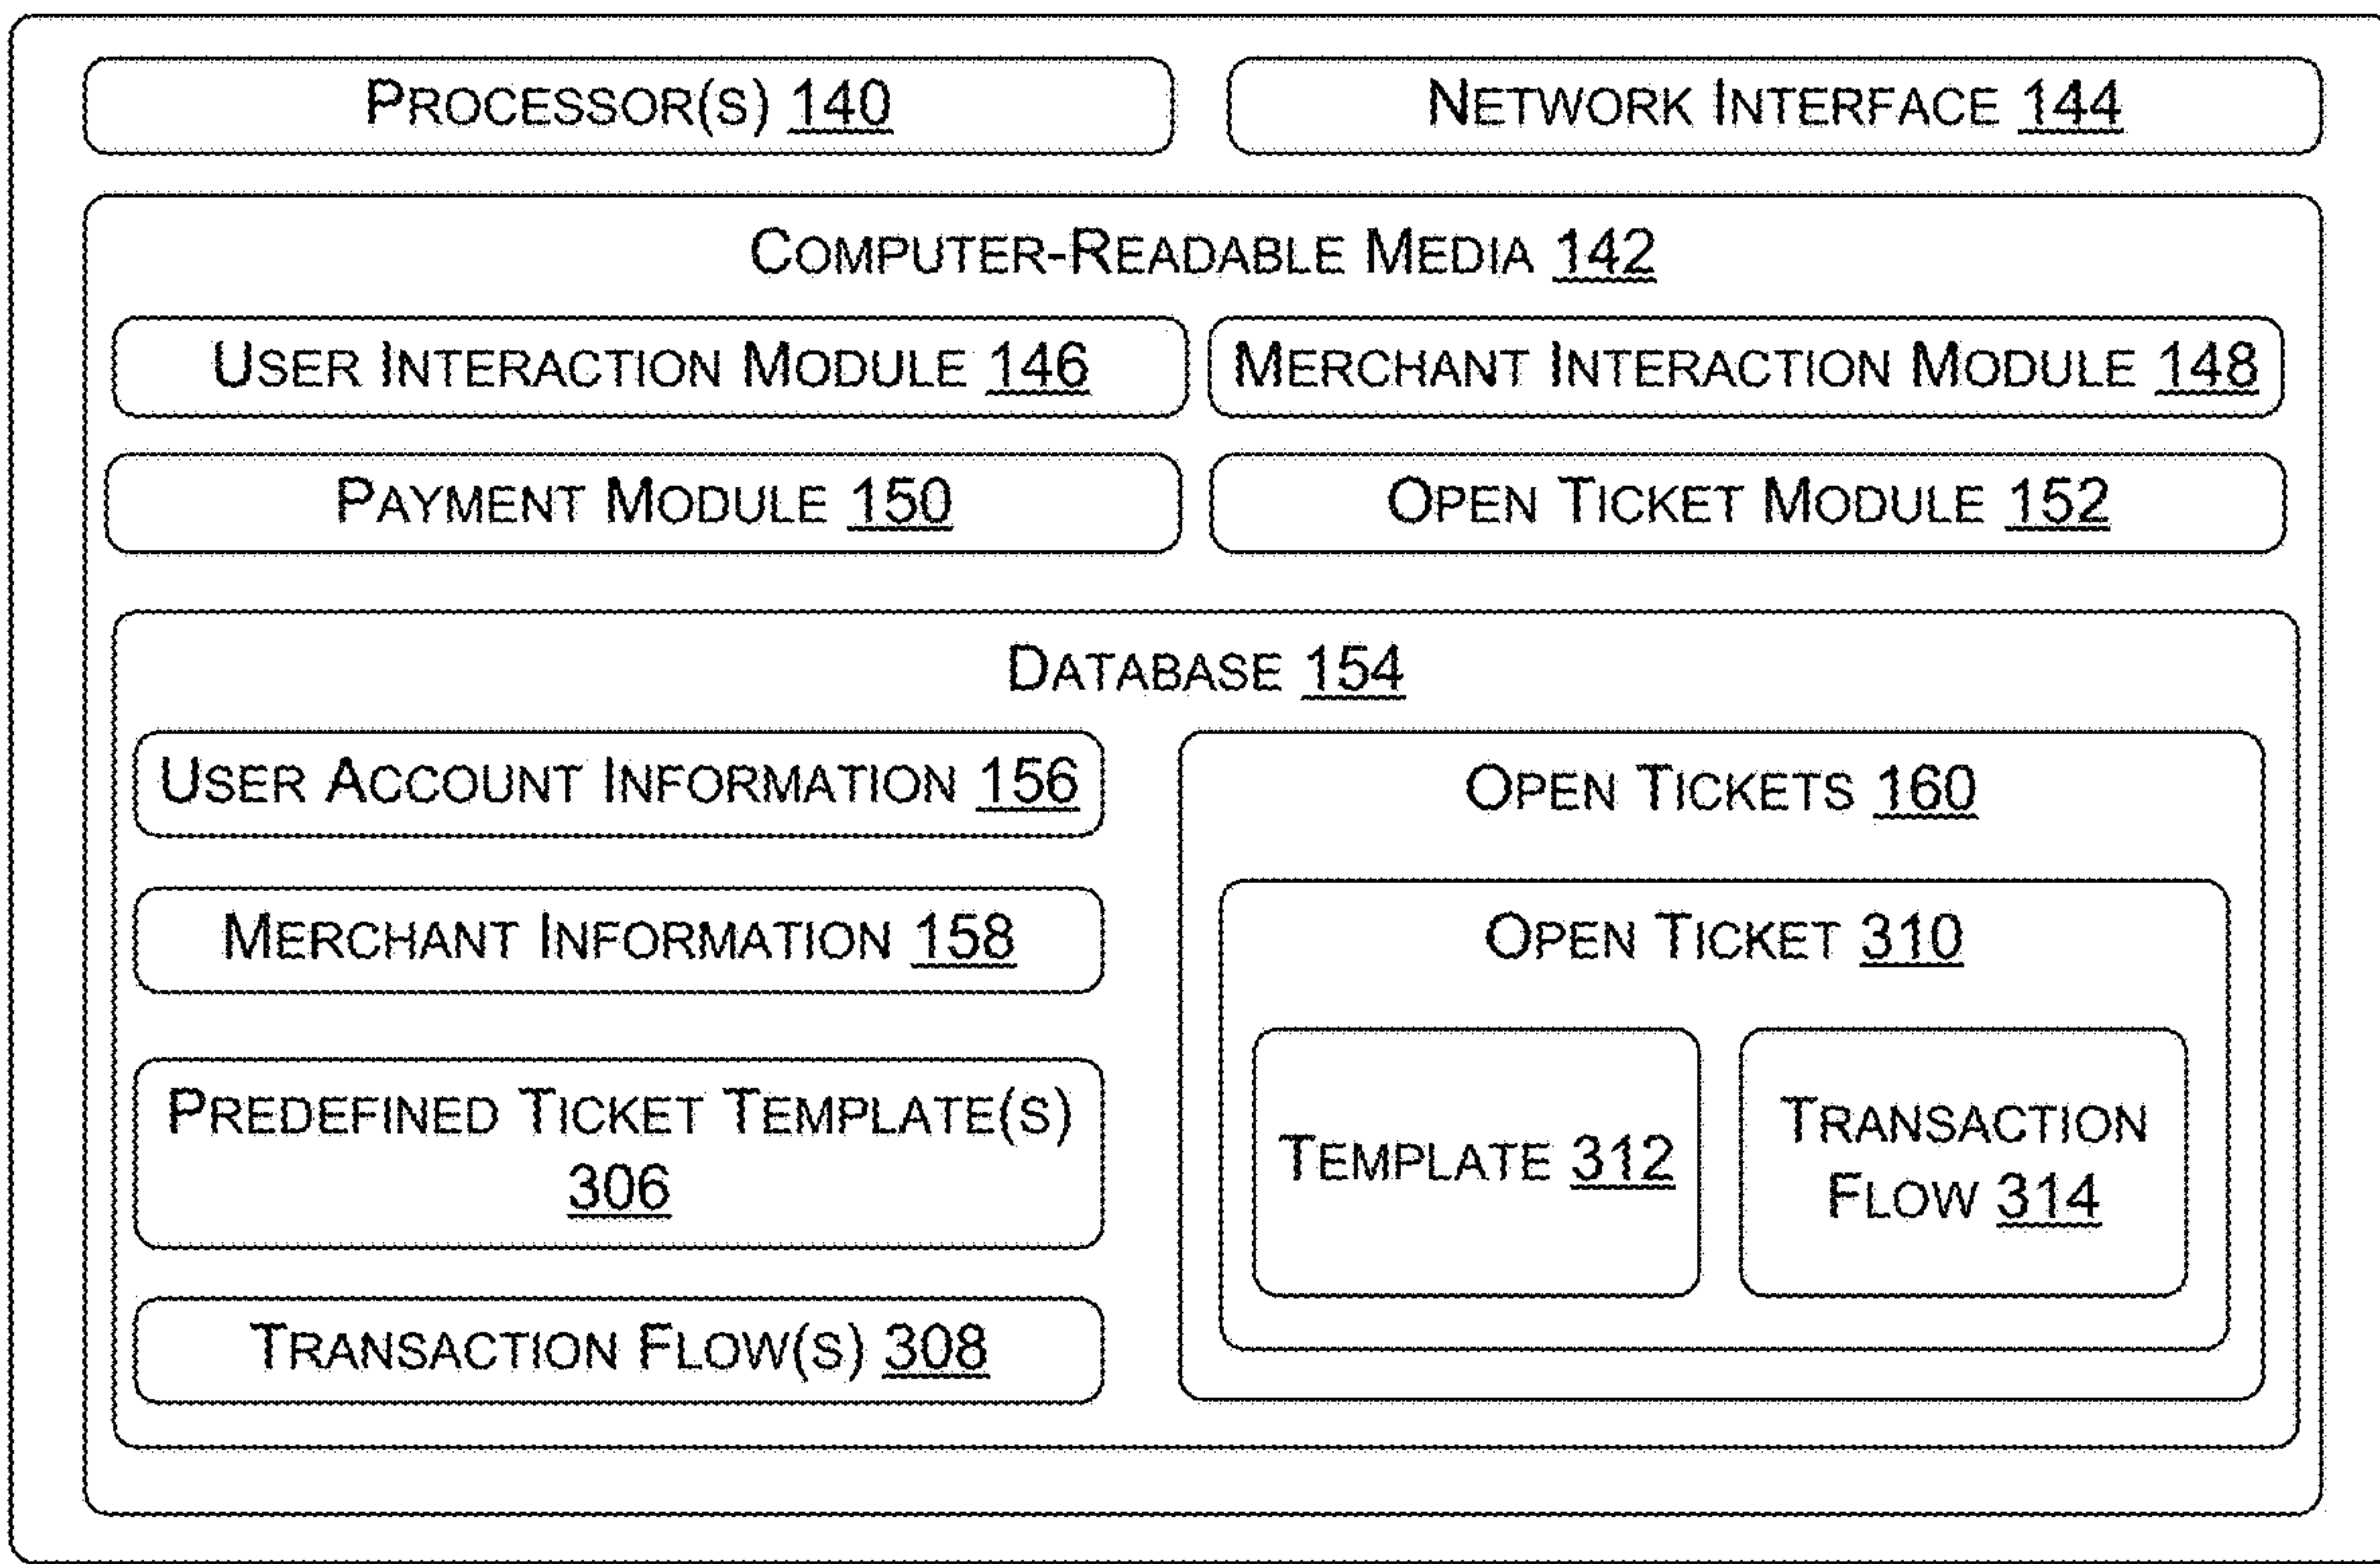 PROCESSOR(S) 140
NETWORK INTERFACE 144
COMPUTER-READABLE MEDIA 142
USER INTERACTION MODULE 146
MERCHANT INTERACTION MODULE 148
PAYMENT MODULE 150
OPEN TICKET MODULE 152
DATABASE 154
USER ACCOUNT INFORMATION 156
MERCHANT INFORMATION 158
PREDEFINED TICKET TEMPLATE(S)
306
TRANSACTION FLOW(S) 308
OPEN TICKETS 160
OPEN TICKET 310
TEMPLATE 312
TRANSACTION
FLOW 314